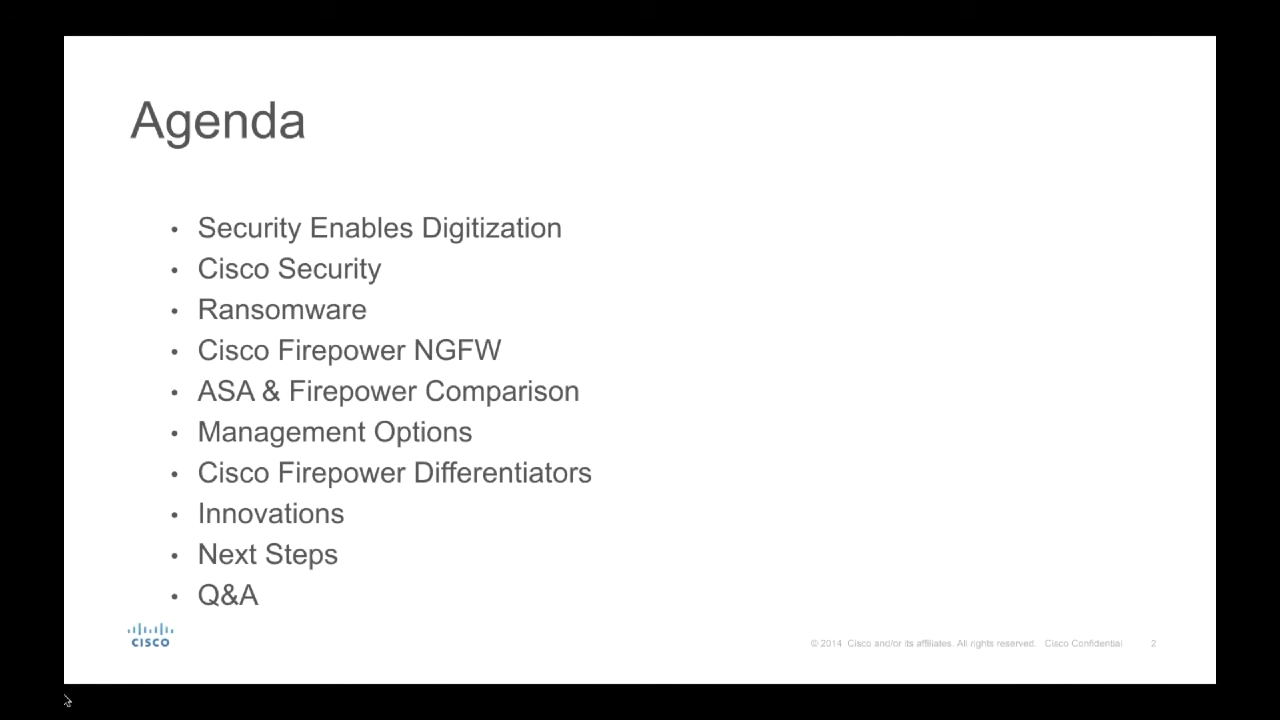 Agenda
• Security Enables Digitization
• Cisco Security
• Ransomware
• Cisco Firepower NGFW
• ASA & Firepower Comparison
• Management Options
• Cisco Firepower Differentiators
• Innovations
• Next Steps
• Q&A
CISCO
© 2014 Cisco and/or its affiliates. All rights reserved. Cisco Confidential 2